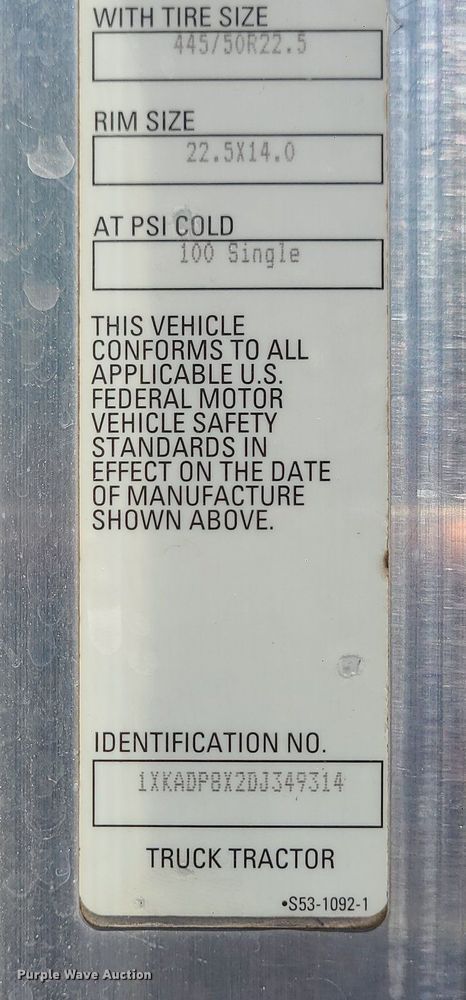 WITH TIRE SIZE
445/50R22.5
RIM SIZE
22.5X14.0
AT PSI COLD
100 Single
THIS VEHICLE
CONFORMS TO ALL
APPLICABLE U.S.
FEDERAL MOTOR
VEHICLE SAFETY
STANDARDS IN
EFFECT ON THE DATE
OF MANUFACTURE
SHOWN ABOVE.
IDENTIFICATION NO.
1XKADP8X2DJ349314
TRUCK TRACTOR
•S53-1092-1
Purple Wave Auction